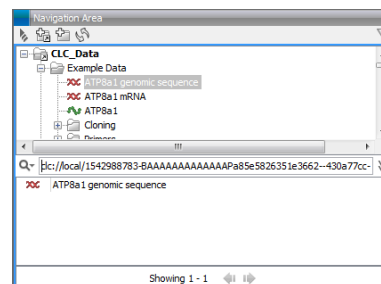 Navigation Area
CLC_Data
Example Data
ATP8a1 genomic sequence
ATP8a1 mRNA
ATP8a1
Cloning
Primers
clc://local/1542988783-BAAAAAAAAAAAAAPa85e5826351e3662--430a77cc-
ATP8a1 genomic sequence
Showing 1 - 1